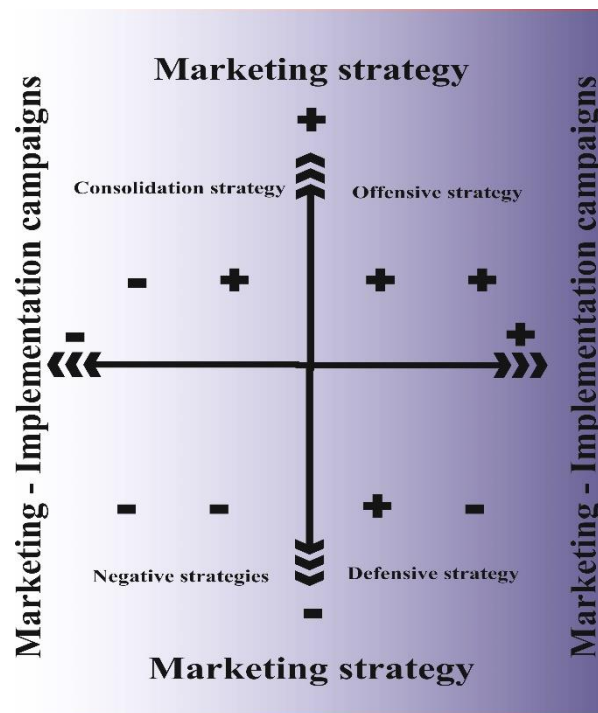 Marketing strategy
+
Marketing - Implementation campaigns
Marketing - Implementation campaigns
Consolidation strategy
Offensive strategy
- + + +
- +
- - + -
Negative strategies
Defensive strategy
-
Marketing strategy